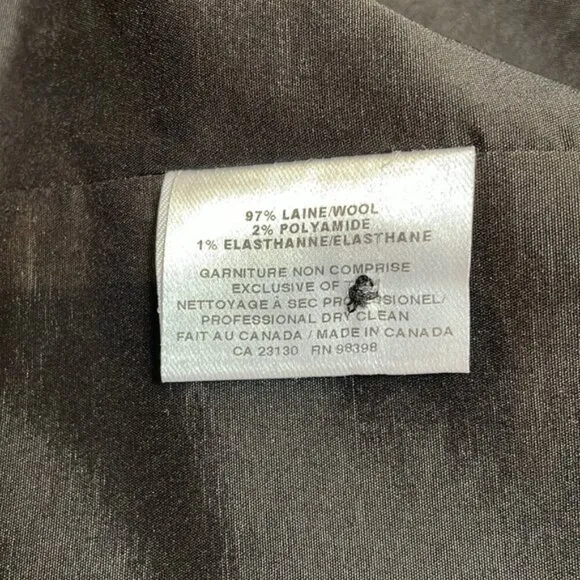 97% LAINE/WOOL
2% POLYAMIDE
1% ELASTHANNE/ELASTHANE
GARNITURE NON COMPRISE
EXCLUSIVE OF
NETTOYAGE À SEC
PROFESSIONAL DRY CLEAN
FAIT AU CANADA / MADE IN CANADA
CA 23130 RN 98398